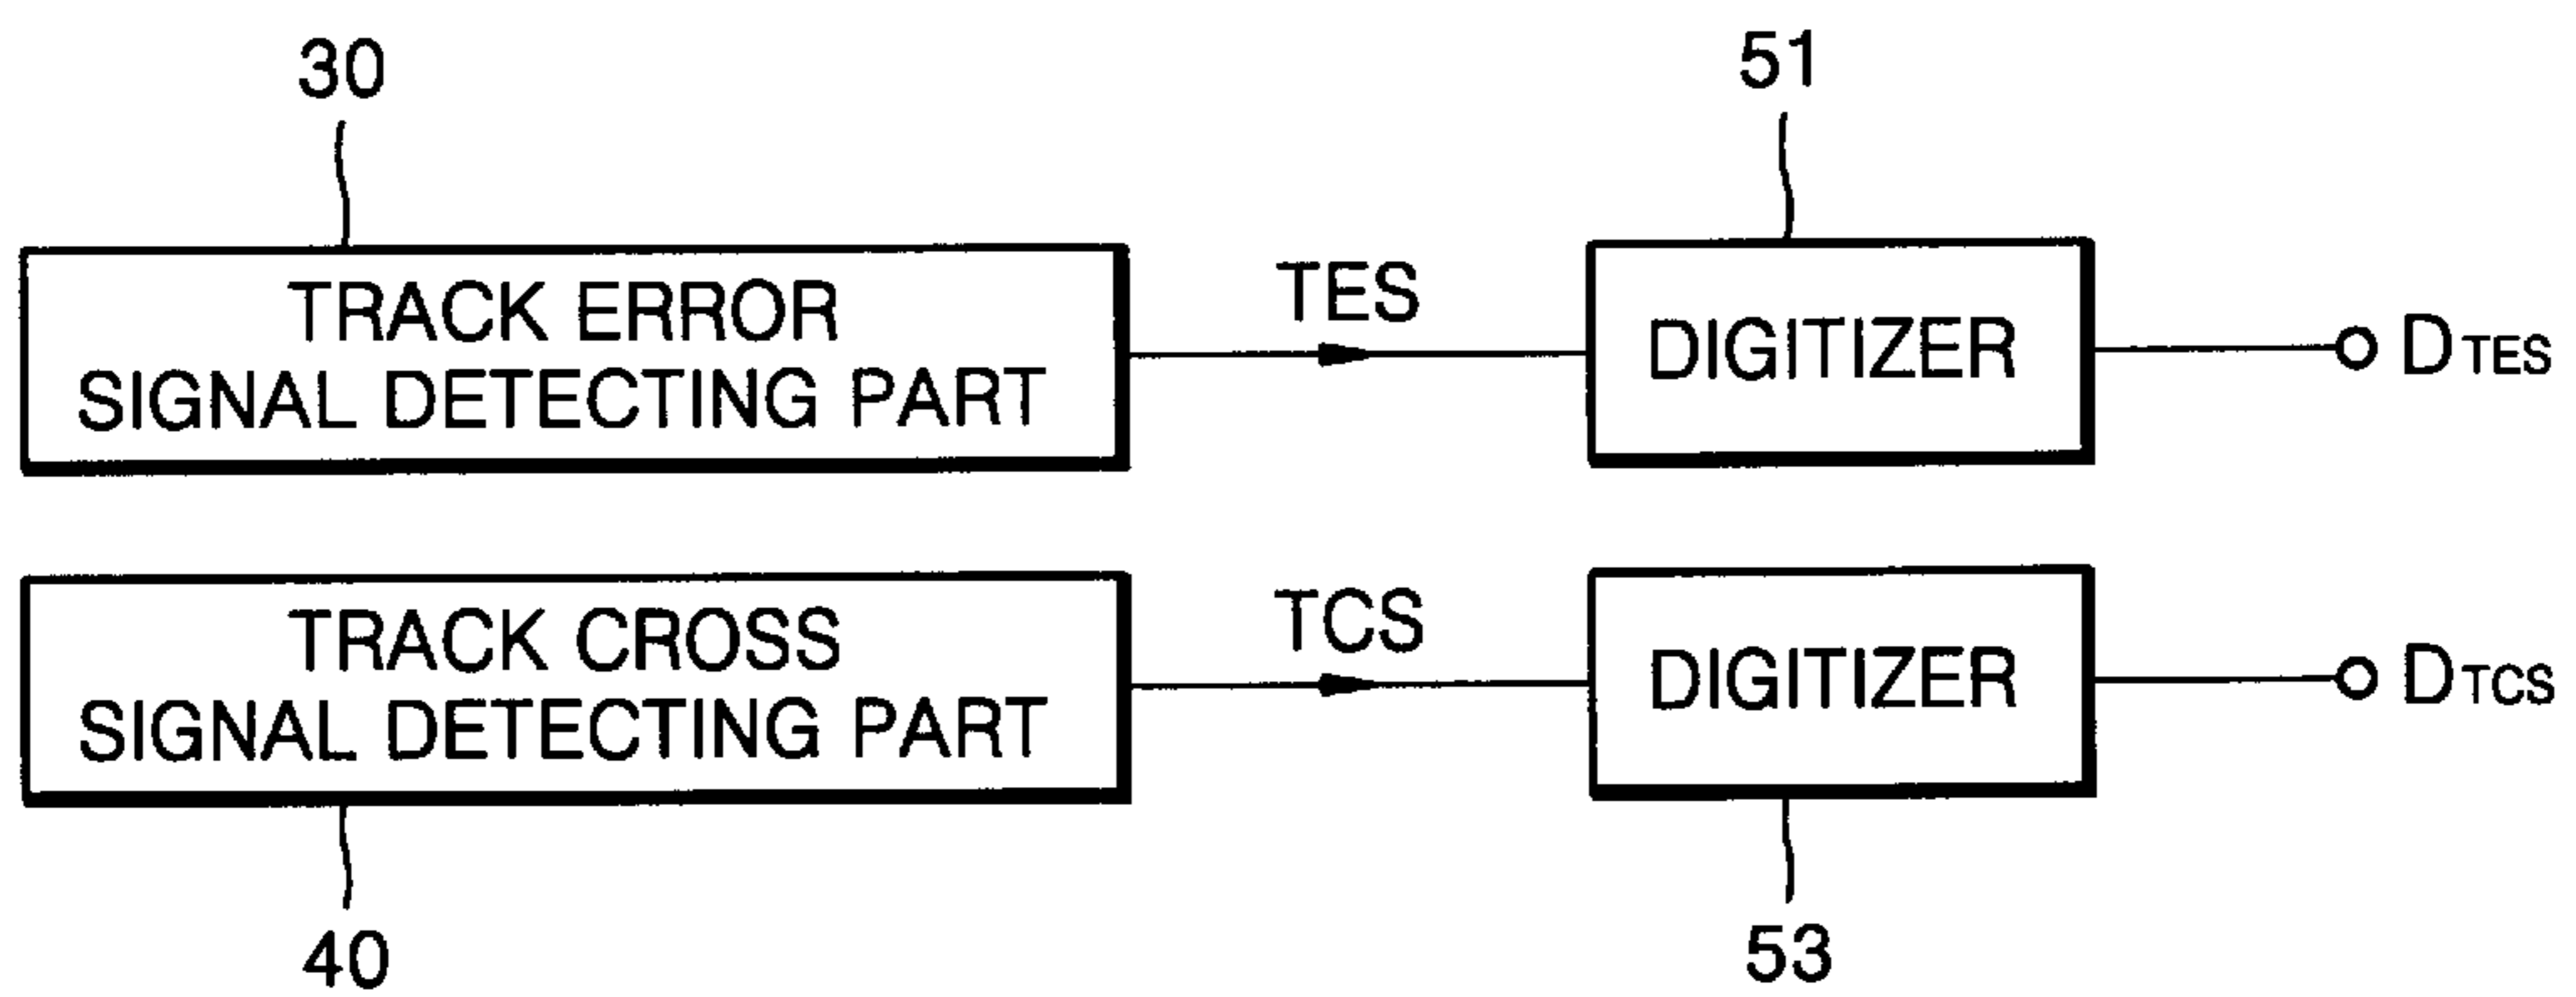 30
51
TRACK ERROR
SIGNAL DETECTING PART
TES
DIGITIZER
DTES
TRACK CROSS
SIGNAL DETECTING PART
TCS
DIGITIZER
DTCS
40
53